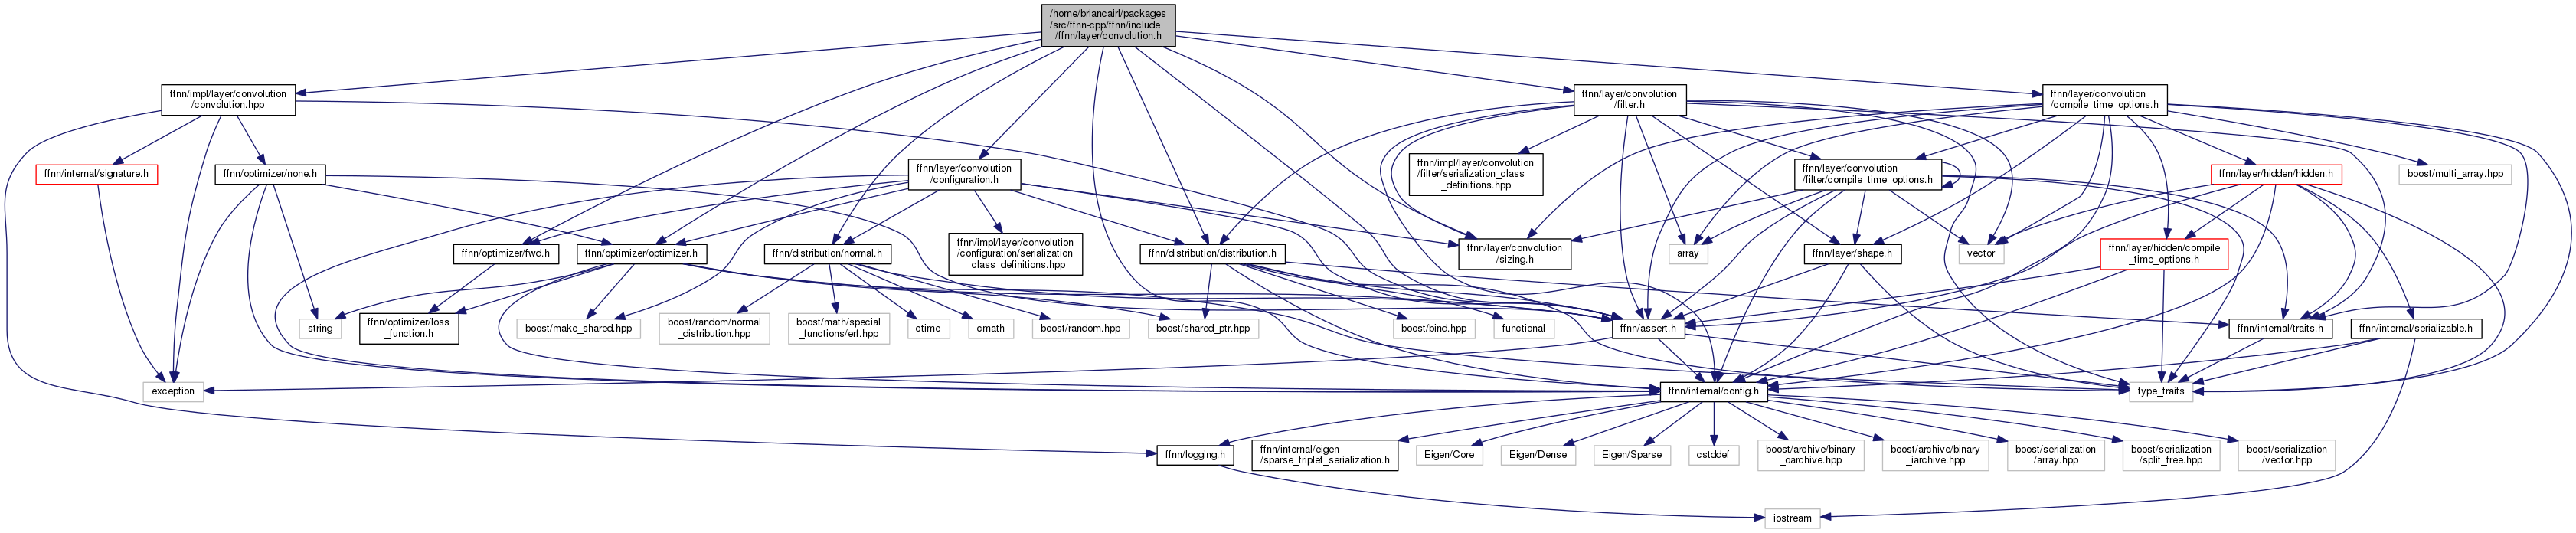 /home/briancairl/packages
/src/ffnn-cpp/ffnn/include
/ffnn/layer/convolution.h
ffnn/impl/layer/convolution
/convolution.hpp
ffnn/layer/convolution
/filter.h
ffnn/layer/convolution
/compile_time_options.h
ffnn/internal/signature.h
ffnn/optimizer/none.h
ffnn/layer/convolution
/configuration.h
ffnn/impl/layer/convolution
/filter/serialization_class
_definitions.hpp
ffnn/layer/convolution
/filter/compile_time_options.h
ffnn/layer/hidden/hidden.h
boost/multi_array.hpp
ffnn/optimizer/fwd.h
ffnn/optimizer/optimizer.h
ffnn/distribution/normal.h
ffnn/impl/layer/convolution
/configuration/serialization
_class_definitions.hpp
ffnn/distribution/distribution.h
ffnn/layer/convolution
/sizing.h
array
ffnn/layer/shape.h
vector
ffnn/layer/hidden/compile
_time_options.h
string
ffnn/optimizer/loss
_function.h
boost/make_shared.hpp
boost/random/normal
_distribution.hpp
boost/math/special
_functions/erf.hpp
ctime
cmath
boost/random.hpp
boost/shared_ptr.hpp
boost/bind.hpp
functional
ffnn/assert.h
ffnn/internal/traits.h
ffnn/internal/serializable.h
exception
ffnn/internal/config.h
type_traits
ffnn/logging.h
ffnn/internal/eigen
/sparse_triplet_serialization.h
Eigen/Core
Eigen/Dense
Eigen/Sparse
cstddef
boost/archive/binary
_oarchive.hpp
boost/archive/binary
_iarchive.hpp
boost/serialization
/array.hpp
boost/serialization
/split_free.hpp
boost/serialization
/vector.hpp
iostream